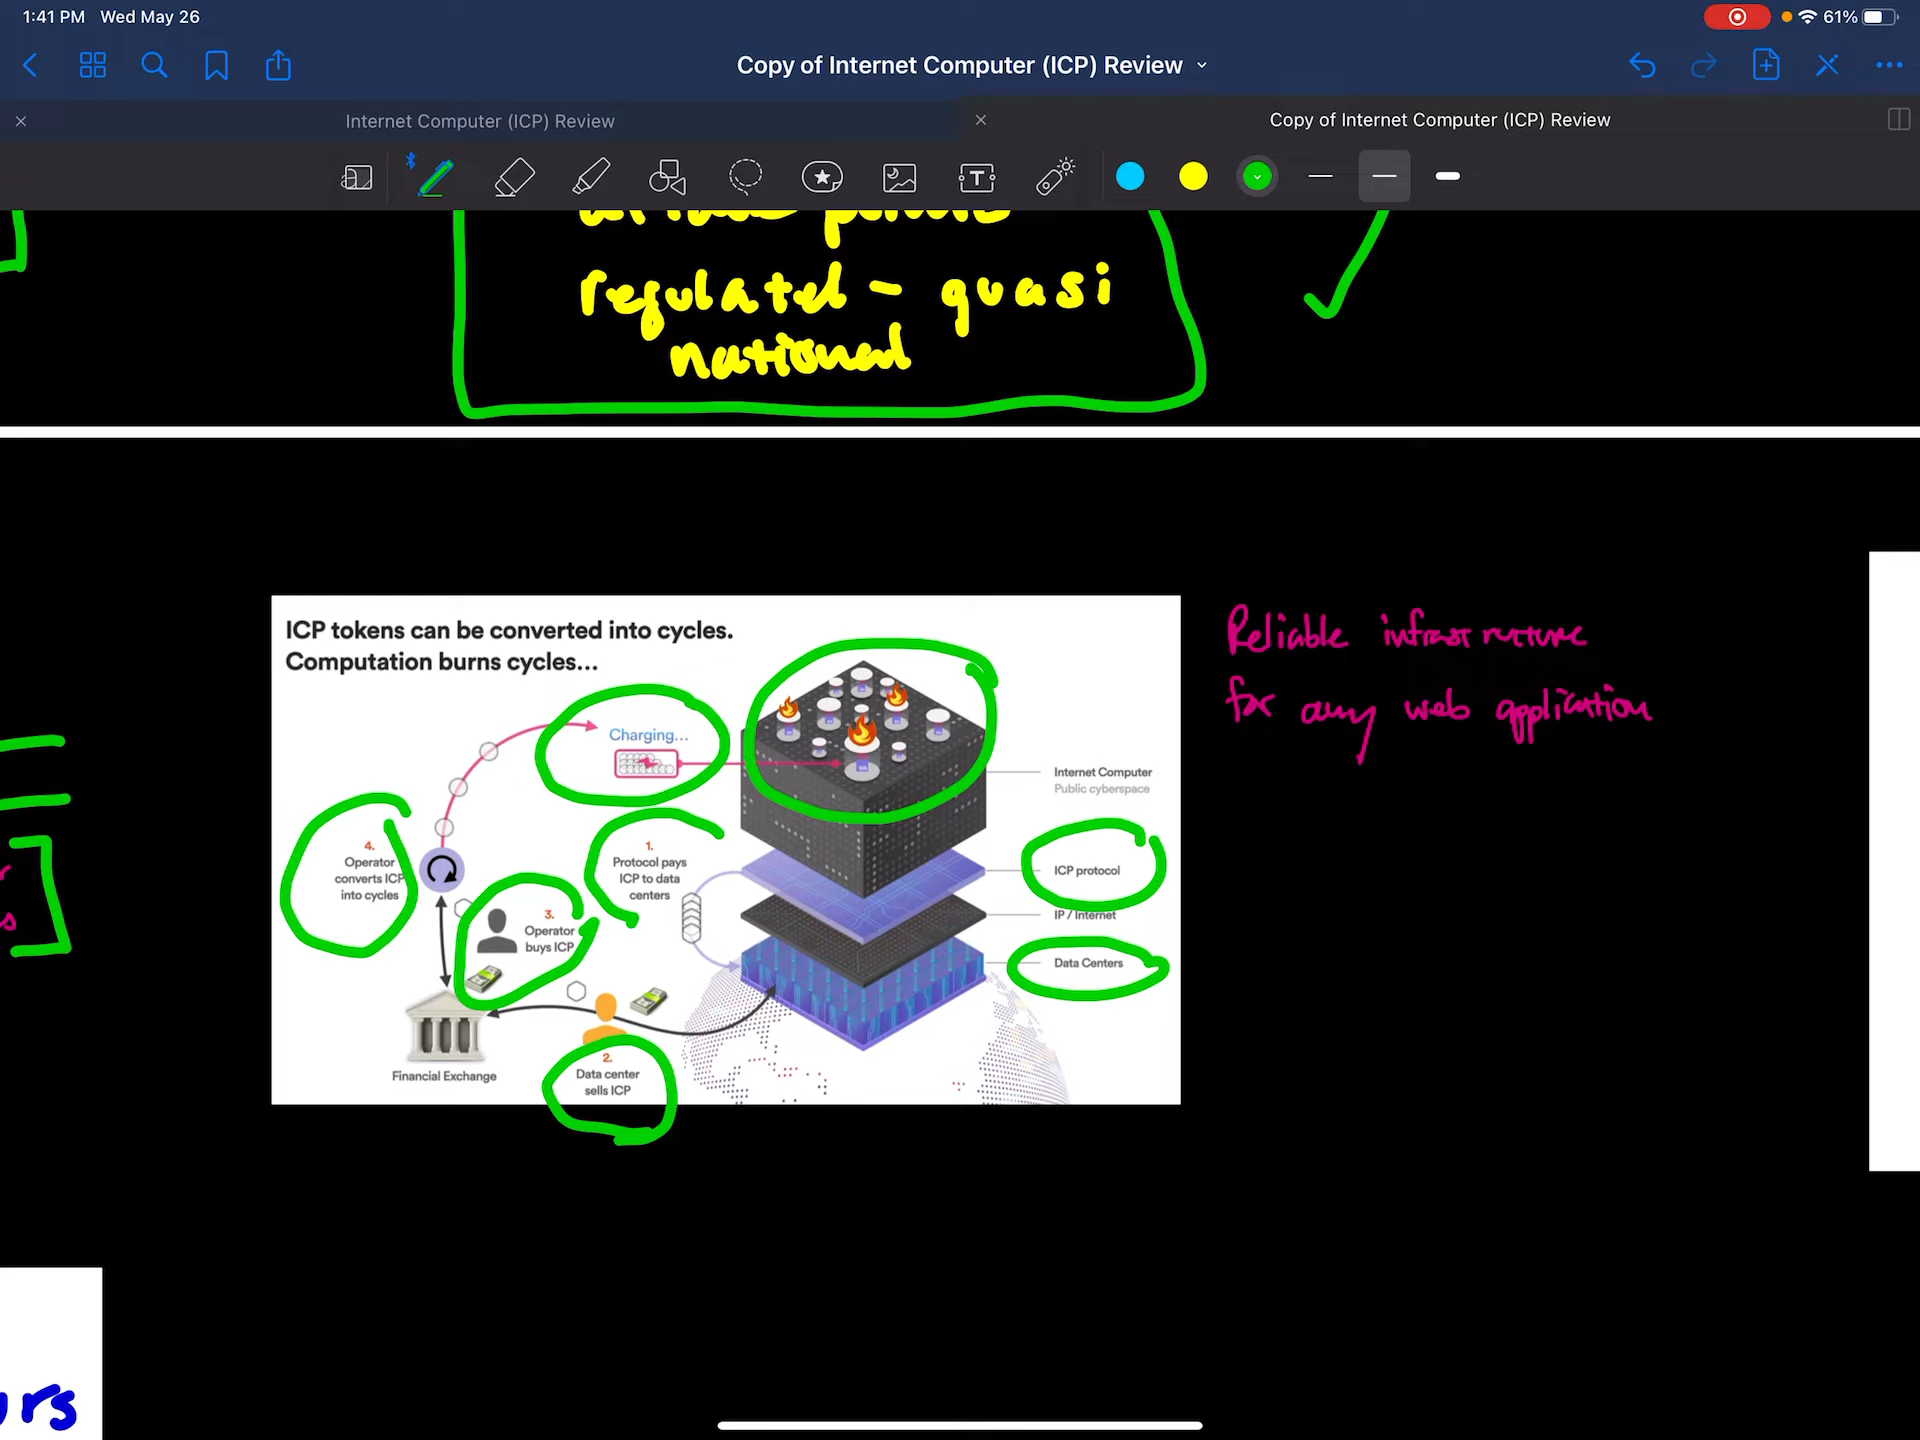 1:41 PM Wed May 26
61%
Copy of Internet Computer (ICP) Review
Internet Computer (ICP) Review
Copy of Internet Computer (ICP) Review
regulated - quasi
national
ICP tokens can be converted into cycles.
Computation burns cycles...
Reliable infrastructure
for any web application
Charging...
Internet Computer
Public cyberspace
4.
Operator
converts ICP
into cycles
1.
Protocol pays
ICP to data
centers
ICP protocol
3.
Operator
buys ICP
IP / Internet
Data Centers
Financial Exchange
2.
Data center
sells ICP
urs